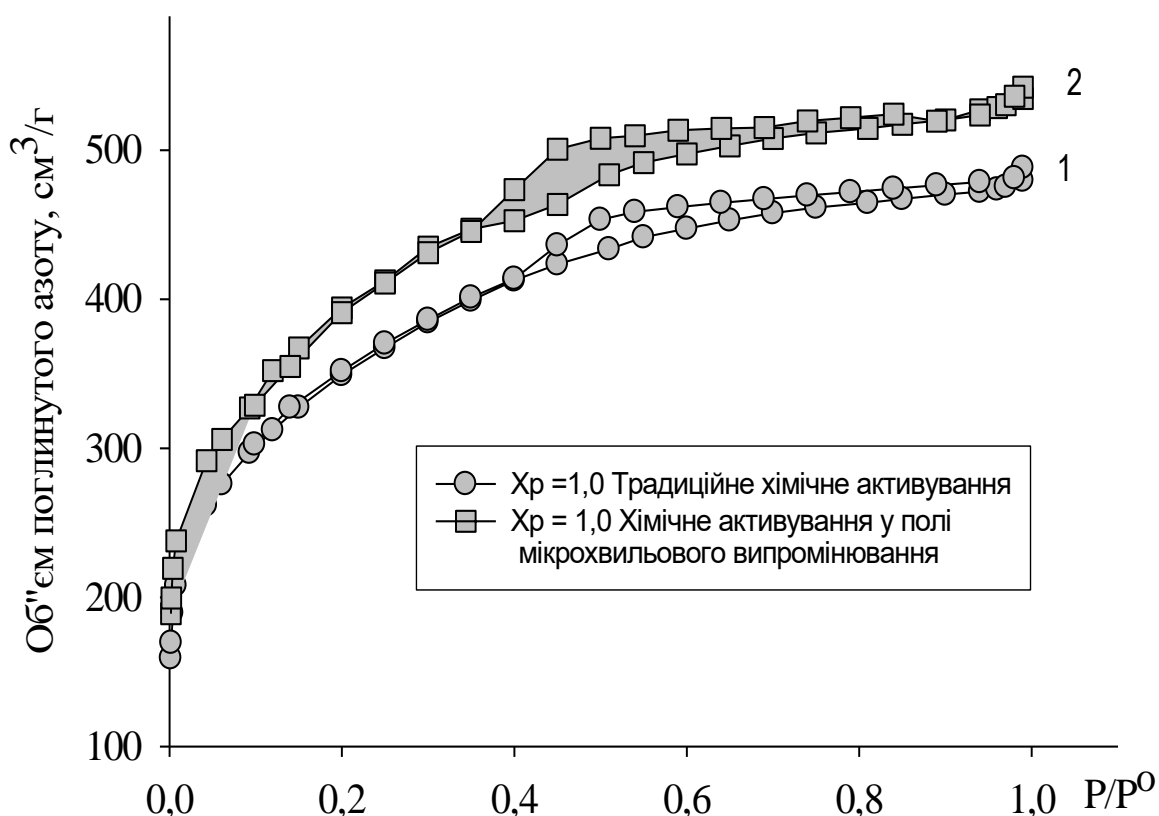 Об"єм поглинутого азоту, см³/г
500
400
300
200
100
2
1
Хр =1,0 Традиційне хімічне активування
Хр = 1,0 Хімічне активування у полі
мікрохвильового випромінювання
0,0 0,2 0,4 0,6 0,8 1,0 P/P⁰